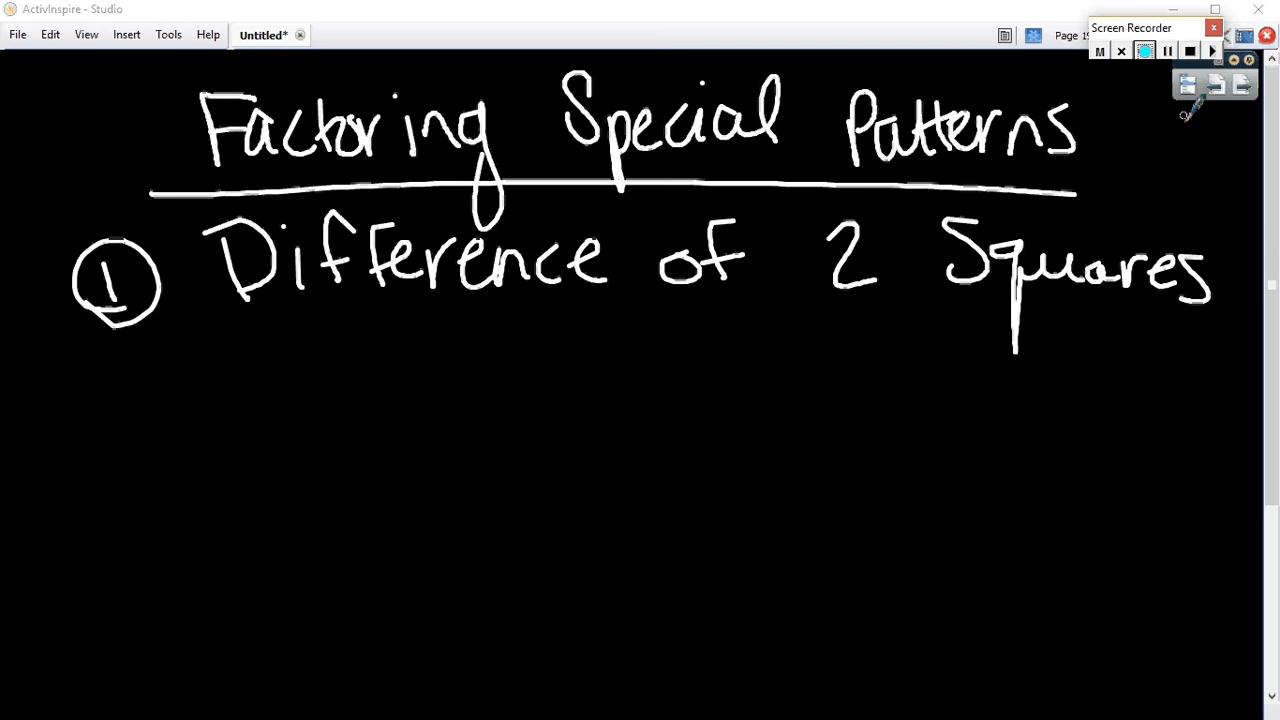 ActivInspire - Studio
File Edit View Insert Tools Help Untitled*
Screen Recorder
M
Factoring Special Patterns
1 Difference of 2 Squares